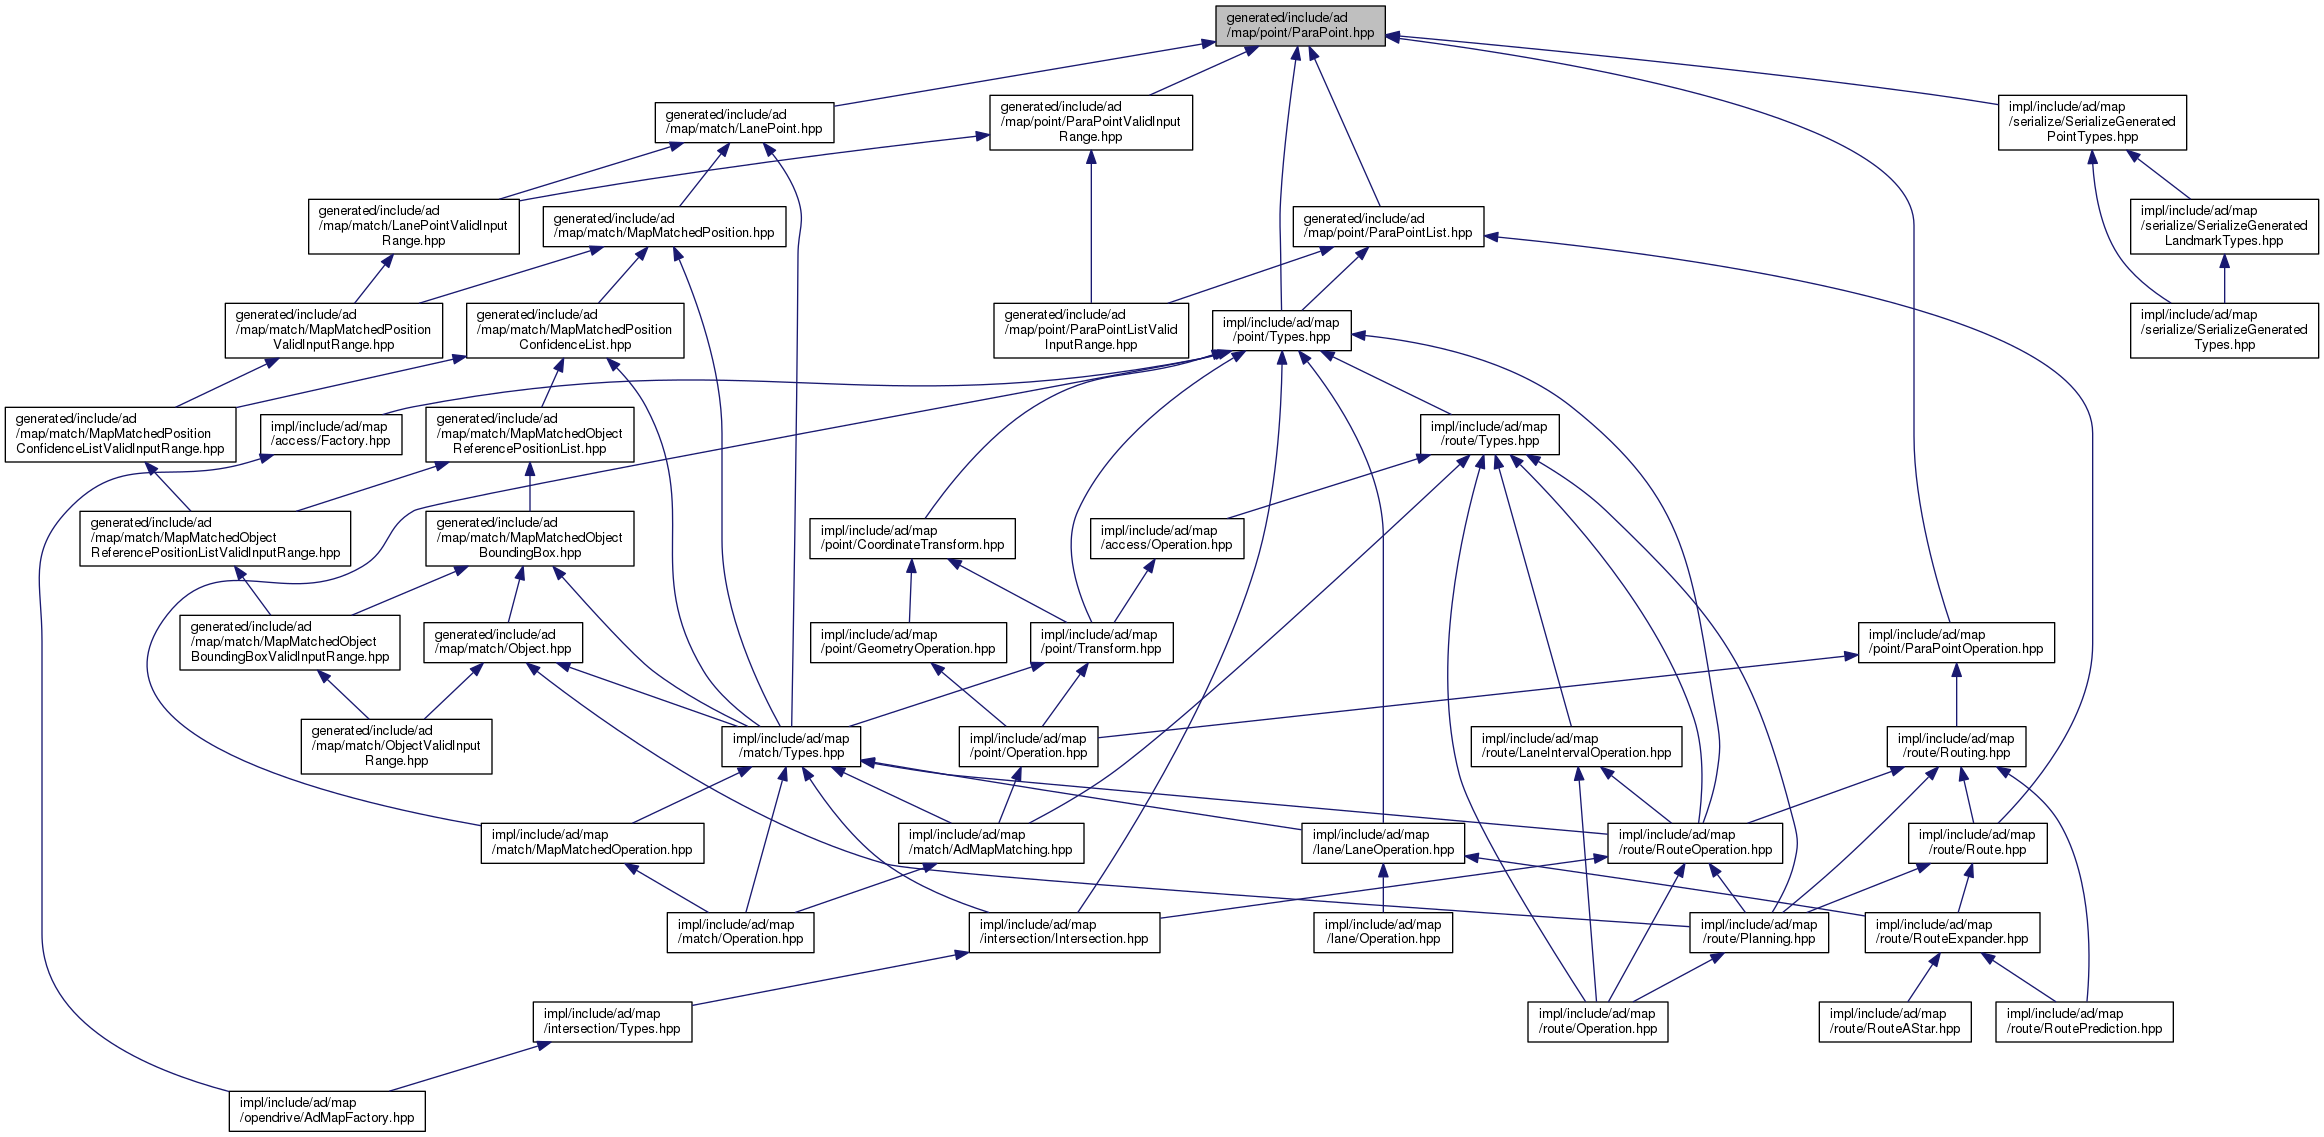 generated/include/ad
/map/point/ParaPoint.hpp
generated/include/ad
/map/match/LanePoint.hpp
generated/include/ad
/map/point/ParaPointValidInput
Range.hpp
impl/include/ad/map
/serialize/SerializeGenerated
PointTypes.hpp
generated/include/ad
/map/match/LanePointValidInput
Range.hpp
generated/include/ad
/map/match/MapMatchedPosition.hpp
generated/include/ad
/map/point/ParaPointList.hpp
impl/include/ad/map
/serialize/SerializeGenerated
LandmarkTypes.hpp
generated/include/ad
/map/match/MapMatchedPosition
ValidInputRange.hpp
generated/include/ad
/map/match/MapMatchedPosition
ConfidenceList.hpp
generated/include/ad
/map/point/ParaPointListValid
InputRange.hpp
impl/include/ad/map
/point/Types.hpp
impl/include/ad/map
/serialize/SerializeGenerated
Types.hpp
generated/include/ad
/map/match/MapMatchedPosition
ConfidenceListValidInputRange.hpp
impl/include/ad/map
/access/Factory.hpp
generated/include/ad
/map/match/MapMatchedObject
ReferencePositionList.hpp
impl/include/ad/map
/route/Types.hpp
generated/include/ad
/map/match/MapMatchedObject
ReferencePositionListValidInputRange.hpp
generated/include/ad
/map/match/MapMatchedObject
BoundingBox.hpp
impl/include/ad/map
/point/CoordinateTransform.hpp
impl/include/ad/map
/access/Operation.hpp
generated/include/ad
/map/match/MapMatchedObject
BoundingBoxValidInputRange.hpp
generated/include/ad
/map/match/Object.hpp
impl/include/ad/map
/point/GeometryOperation.hpp
impl/include/ad/map
/point/Transform.hpp
impl/include/ad/map
/point/ParaPointOperation.hpp
generated/include/ad
/map/match/ObjectValidInput
Range.hpp
impl/include/ad/map
/match/Types.hpp
impl/include/ad/map
/point/Operation.hpp
impl/include/ad/map
/route/LaneIntervalOperation.hpp
impl/include/ad/map
/route/Routing.hpp
impl/include/ad/map
/match/MapMatchedOperation.hpp
impl/include/ad/map
/match/AdMapMatching.hpp
impl/include/ad/map
/lane/LaneOperation.hpp
impl/include/ad/map
/route/RouteOperation.hpp
impl/include/ad/map
/route/Route.hpp
impl/include/ad/map
/match/Operation.hpp
impl/include/ad/map
/intersection/Intersection.hpp
impl/include/ad/map
/lane/Operation.hpp
impl/include/ad/map
/route/Planning.hpp
impl/include/ad/map
/route/RouteExpander.hpp
impl/include/ad/map
/intersection/Types.hpp
impl/include/ad/map
/route/Operation.hpp
impl/include/ad/map
/route/RouteAStar.hpp
impl/include/ad/map
/route/RoutePrediction.hpp
impl/include/ad/map
/opendrive/AdMapFactory.hpp